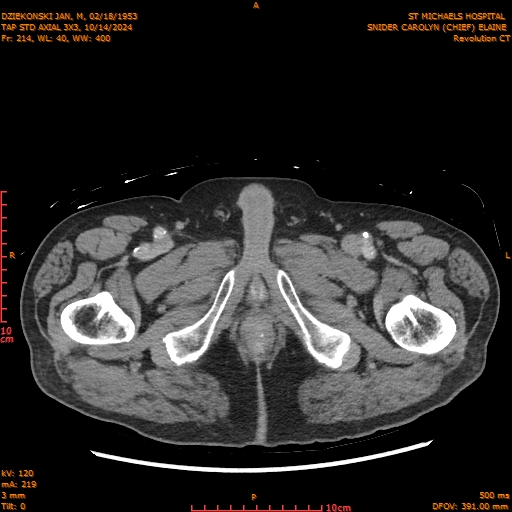 A
DZIEKONSKI JAN, M, 02/18/1953
TAP STD AXIAL 3X3, 10/14/2024
Fr: 214, WL: 40, WW: 400
ST MICHAELS HOSPITAL
SNIDER CAROLYN (CHIEF) ELAINE
Revolution CT
R
L
10
cm
kV: 120
mA: 219
3 mm
Tilt: 0
P
10cm
500 ms
DFOV: 391.00 mm